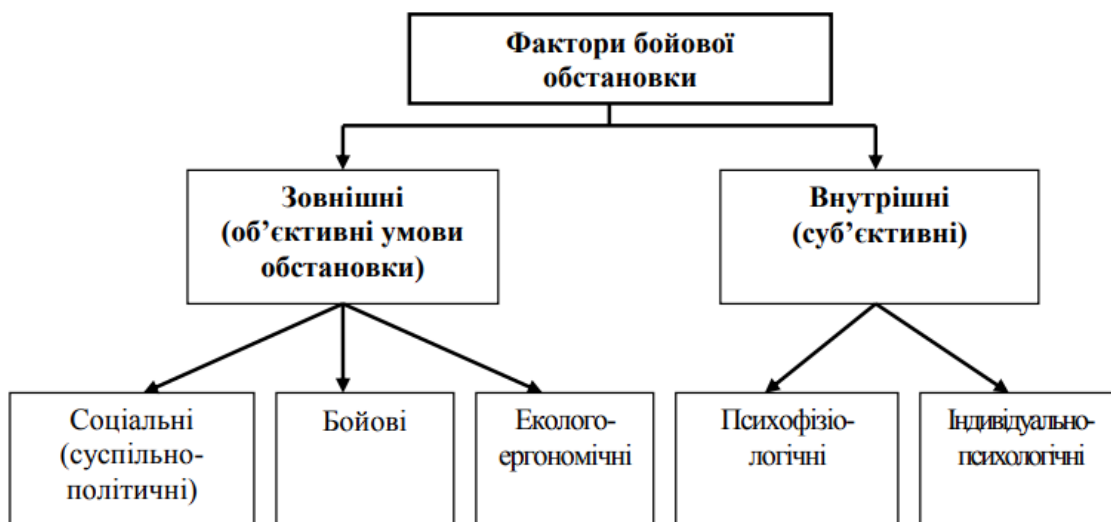 Фактори бойової
обстановки
Зовнішні
(об’єктивні умови
обстановки)
Внутрішні
(суб’єктивні)
Соціальні
(суспільно-
політичні)
Бойові
Еколого-
ергономічні
Психофізіо-
логічні
Індивідуально-
психологічні